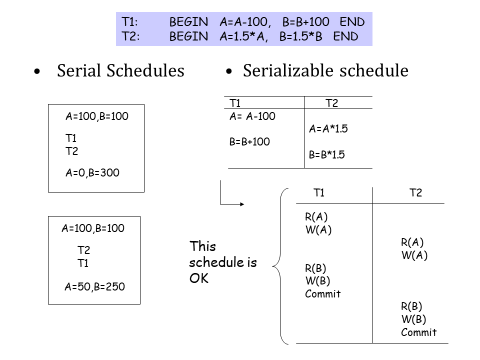 T1: BEGIN A=A-100, B=B+100 END
T2: BEGIN A=1.5*A, B=1.5*B END
• Serial Schedules
• Serializable schedule
A=100,B=100
T1
T2
A=0,B=300
A=100,B=100
T2
T1
A=50,B=250
T1 T2
A= A-100
A=A*1.5
B=B+100
B=B*1.5
This
schedule is
OK
T1 T2
R(A)
W(A)
R(A)
W(A)
R(B)
W(B)
Commit
R(B)
W(B)
Commit